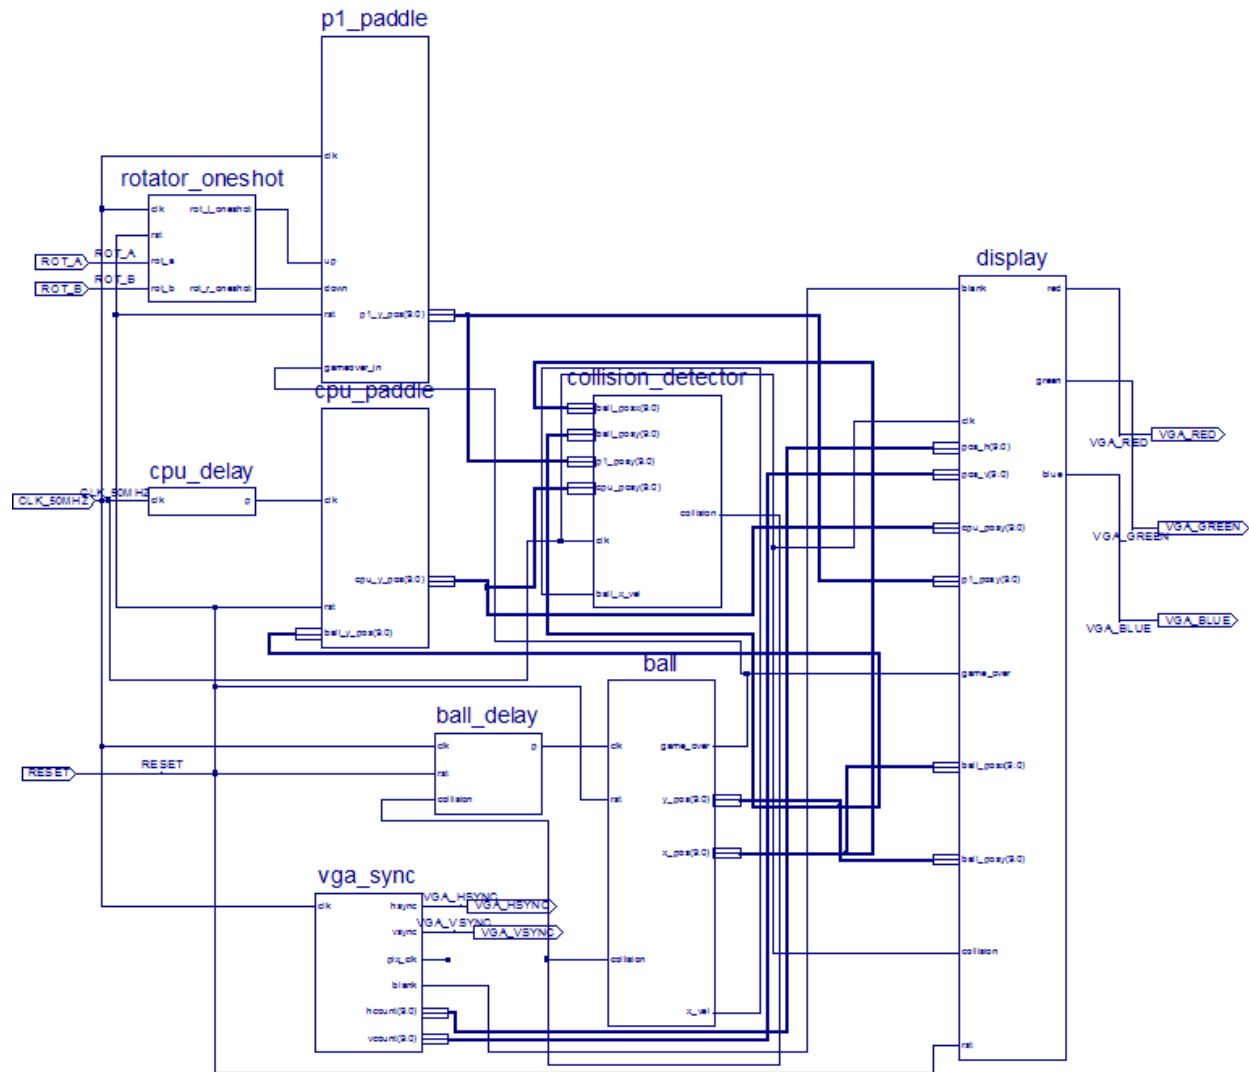 p1_paddle
clk
up
down
rst
p1_y_pos(9:0)
gameover_in
rotator_oneshot
clk
rot_l_oneshot
rst
rot_a
rot_b
rot_r_oneshot
ROT_A
ROT_A
ROT_B
ROT_B
cpu_paddle
clk
cpu_y_pos(9:0)
rst
ball_y_pos(9:0)
cpu_delay
clk
p
CLK_50MHZ
CLK_50MHZ
collision_detector
ball_posx(9:0)
ball_posy(9:0)
p1_posy(9:0)
cpu_posy(9:0)
collision
clk
ball_x_vel
display
blank
red
green
clk
pos_h(9:0)
pos_v(9:0)
blue
cpu_posy(9:0)
p1_posy(9:0)
game_over
ball_posx(9:0)
ball_posy(9:0)
collision
rst
VGA_RED
VGA_RED
VGA_GREEN
VGA_GREEN
VGA_BLUE
VGA_BLUE
ball
clk
game_over
rst
y_pos(9:0)
x_pos(9:0)
collision
x_vel
ball_delay
clk
p
rst
collision
RESET
RESET
vga_sync
clk
hsync
vsync
pix_clk
blank
hcount(9:0)
vcount(9:0)
VGA_HSYNC
VGA_HSYNC
VGA_VSYNC
VGA_VSYNC